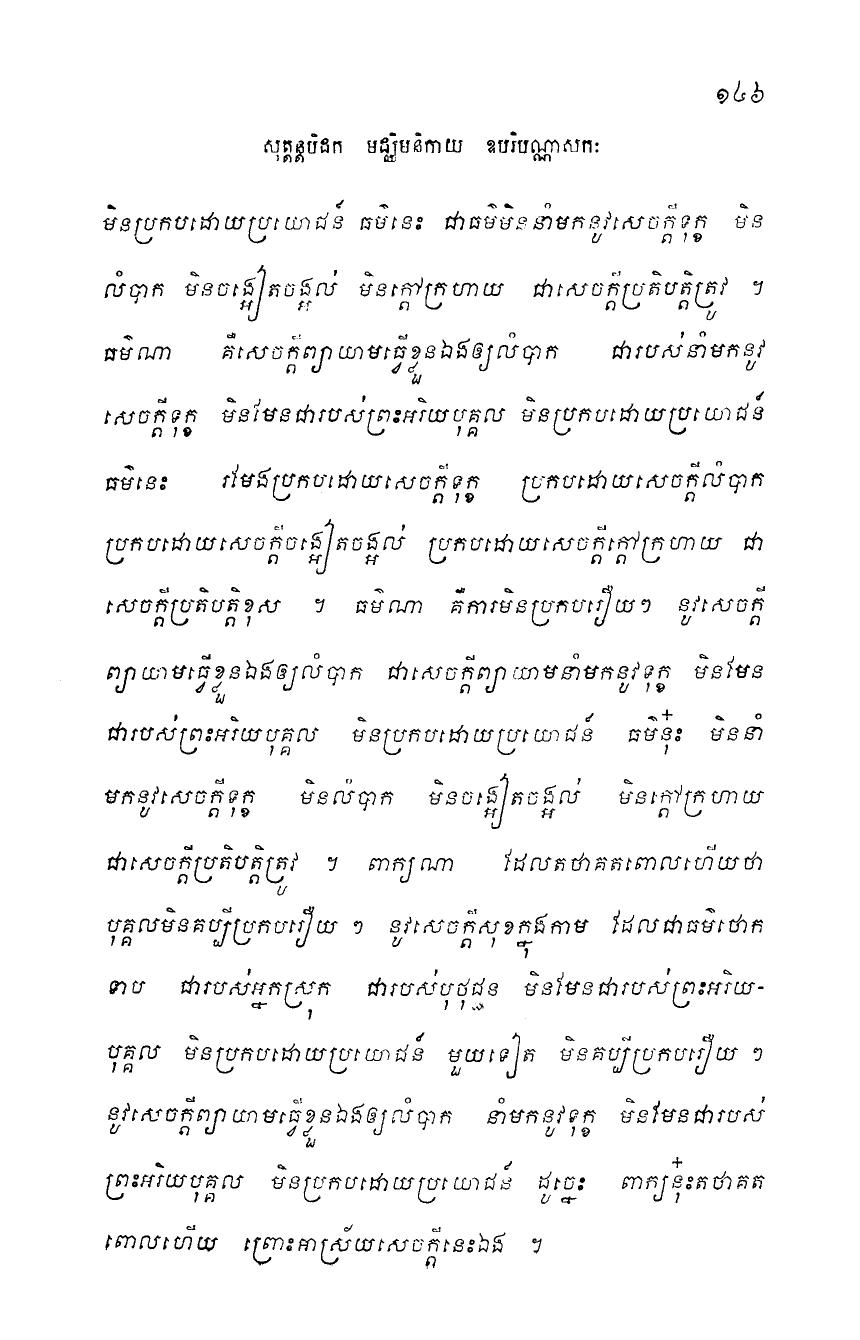 ១៤៦
សុត្តន្តបិដក មជ្ឈិមនិកាយ ឧបរិបណ្ណាសកៈ
មិនប្រកបដោយប្រយោជន៍ ធម៌នេះ ជាធម៌មិននាំមកនូវសេចក្ដីទុក្ខ មិន
លំបាក មិនចង្អៀតចង្អល់ មិនក្ដៅក្រហាយ ជាសេចក្ដីប្រតិបត្តិត្រូវ ។
ធម៌ណា គឺសេចក្ដីព្យាយាមធ្វើខ្លួនឯងឲ្យលំបាក ជារបស់នាំមកនូវ
សេចក្ដីទុក្ខ មិនមែនជារបស់ព្រះអរិយបុគ្គល មិនប្រកបដោយប្រយោជន៍
ធម៌នេះ រមែងប្រកបដោយសេចក្ដីទុក្ខ ប្រកបដោយសេចក្ដីលំបាក
ប្រកបដោយសេចក្ដីចង្អៀតចង្អល់ ប្រកបដោយសេចក្ដីក្ដៅក្រហាយ ជា
សេចក្ដីប្រតិបត្តិខុស ។ ធម៌ណា គឺការមិនប្រកបរឿយៗ នូវសេចក្ដី
ព្យាយាមធ្វើខ្លួនឯងឲ្យលំបាក ជាសេចក្ដីព្យាយាមនាំមកនូវទុក្ខ មិនមែន
ជារបស់ព្រះអរិយបុគ្គល មិនប្រកបដោយប្រយោជន៍ ធម៌នុ៎ះ មិននាំ
មកនូវសេចក្ដីទុក្ខ មិនលំបាក មិនចង្អៀតចង្អល់ មិនក្ដៅក្រហាយ
ជាសេចក្ដីប្រតិបត្តិត្រូវ ។ ពាក្យណា ដែលតថាគតពោលហើយថា
បុគ្គលមិនគប្បីប្រកបរឿយ ៗ នូវសេចក្ដីសុខក្នុងកាម ដែលជាធម៌ថោក
ទាប ជារបស់អ្នកស្រុក ជារបស់បុថុជ្ជន មិនមែនជារបស់ព្រះអរិយ-
បុគ្គល មិនប្រកបដោយប្រយោជន៍ មួយទៀត មិនគប្បីប្រកបរឿយ ៗ
នូវសេចក្ដីព្យាយាមធ្វើខ្លួនឯងឲ្យលំបាក នាំមកនូវទុក្ខ មិនមែនជារបស់
ព្រះអរិយបុគ្គល មិនប្រកបដោយប្រយោជន៍ ដូច្នេះ ពាក្យនុ៎ះតថាគត
ពោលហើយ ព្រោះអាស្រ័យសេចក្ដីនេះឯង ។